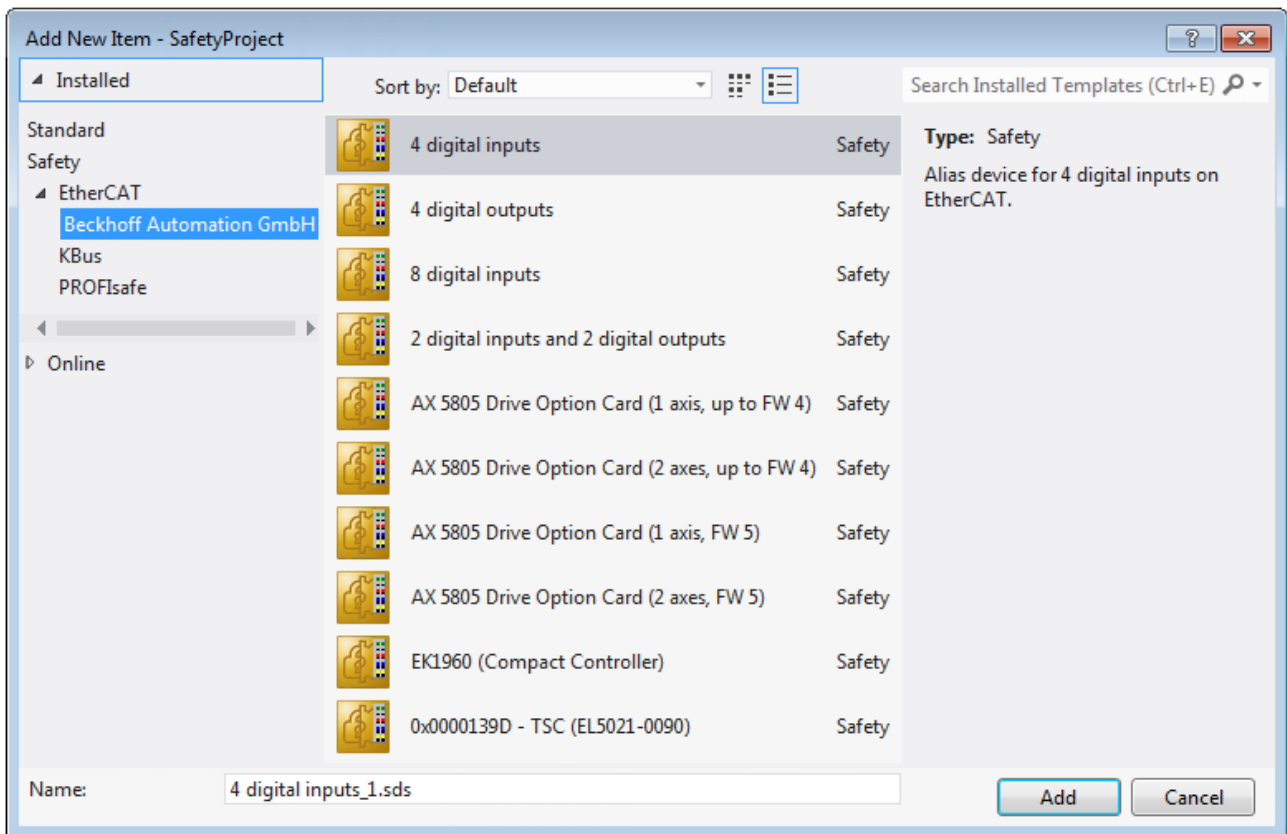 Add New Item - SafetyProject
Installed
Sort by: Default
Search Installed Templates (Ctrl+E)
Standard
Safety
EtherCAT
Beckhoff Automation GmbH
KBus
PROFIsafe
Online
4 digital inputs Safety
4 digital outputs Safety
8 digital inputs Safety
2 digital inputs and 2 digital outputs Safety
AX 5805 Drive Option Card (1 axis, up to FW 4) Safety
AX 5805 Drive Option Card (2 axes, up to FW 4) Safety
AX 5805 Drive Option Card (1 axis, FW 5) Safety
AX 5805 Drive Option Card (2 axes, FW 5) Safety
EK1960 (Compact Controller) Safety
0x0000139D - TSC (EL5021-0090) Safety
Type: Safety
Alias device for 4 digital inputs on
EtherCAT.
Name: 4 digital inputs_1.sds
Add Cancel